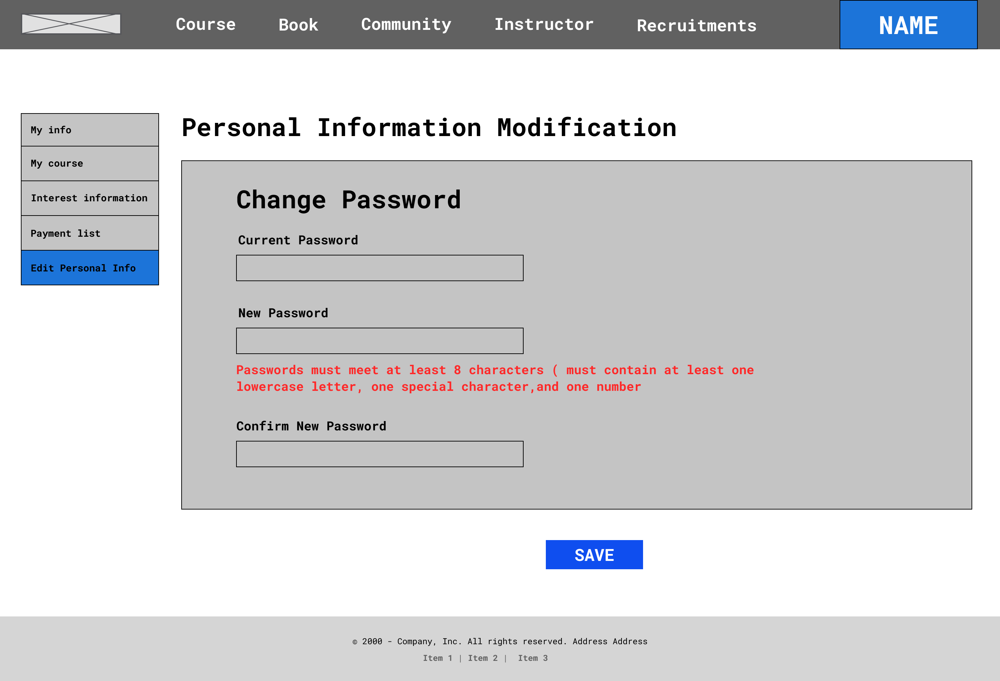 Course Book Community Instructor Recruitments NAME
My info
My course
Interest information
Payment list
Edit Personal Info
Personal Information Modification
Change Password
Current Password
New Password
Passwords must meet at least 8 characters ( must contain at least one
lowercase letter, one special character,and one number
Confirm New Password
SAVE
© 2000 - Company, Inc. All rights reserved. Address Address
Item 1 | Item 2 | Item 3